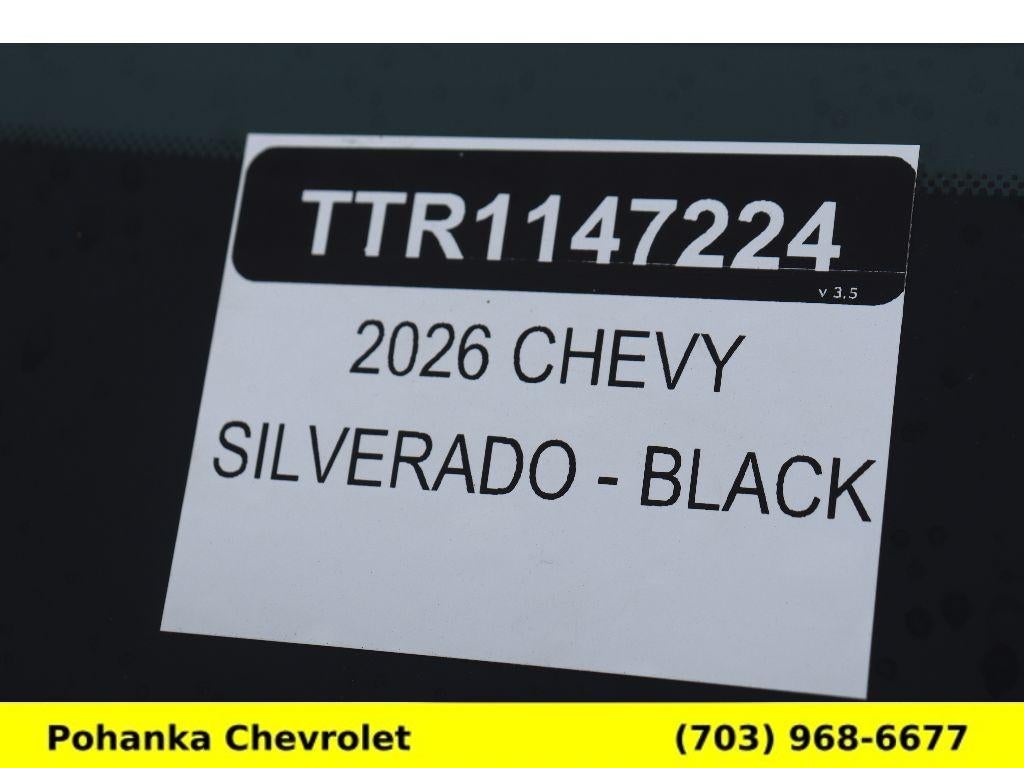 TTR1147224
v 3.5
2026 CHEVY
SILVERADO - BLACK
Pohanka Chevrolet
(703) 968-6677